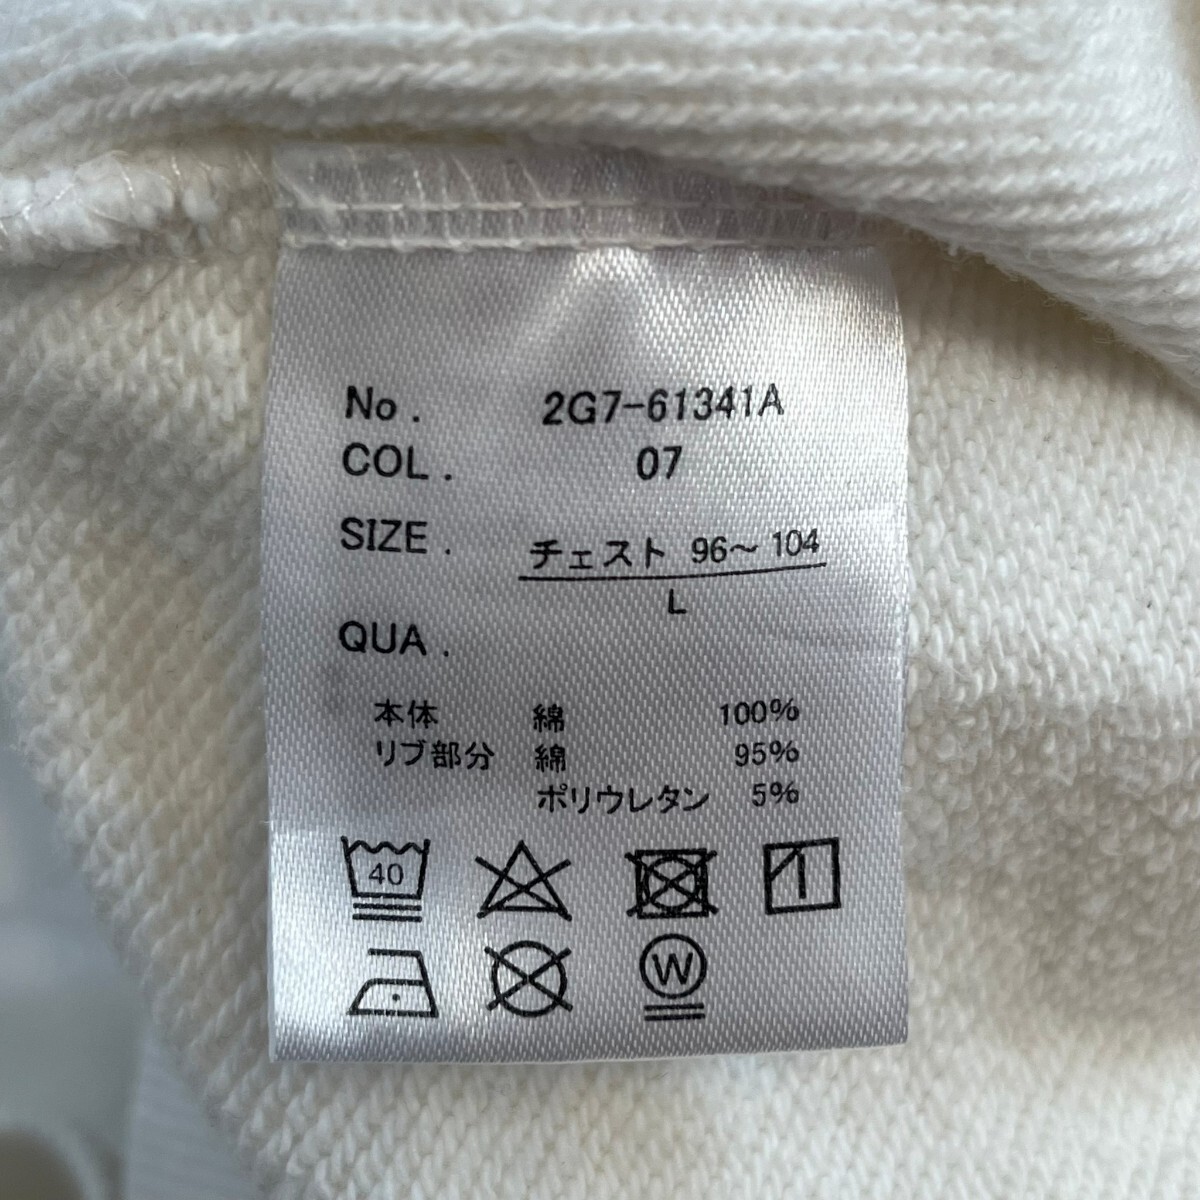 No. 2G7-61341A
COL. 07
SIZE. チェスト 96～104
L
QUA.
本体 綿 100%
リブ部分 綿 95%
ポリウレタン 5%
40
W